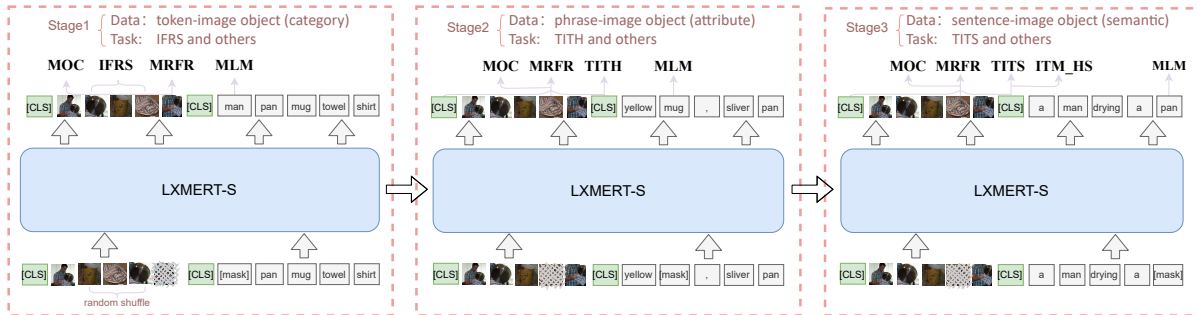 Stage1
Data: token-image object (category)
Task: IFRS and others
MOC IFRS MRFR MLM
[CLS] [CLS] man pan mug towel shirt
LXMERT-S
[CLS] [CLS] [mask] pan mug towel shirt
random shuffle
Stage2
Data: phrase-image object (attribute)
Task: TITH and others
MOC MRFR TITH MLM
[CLS] [CLS] yellow mug , sliver pan
LXMERT-S
[CLS] [CLS] yellow [mask] , sliver pan
Stage3
Data: sentence-image object (semantic)
Task: TITS and others
MOC MRFR TITS ITM_HS MLM
[CLS] [CLS] a man drying a pan
LXMERT-S
[CLS] [CLS] a man drying a [mask]